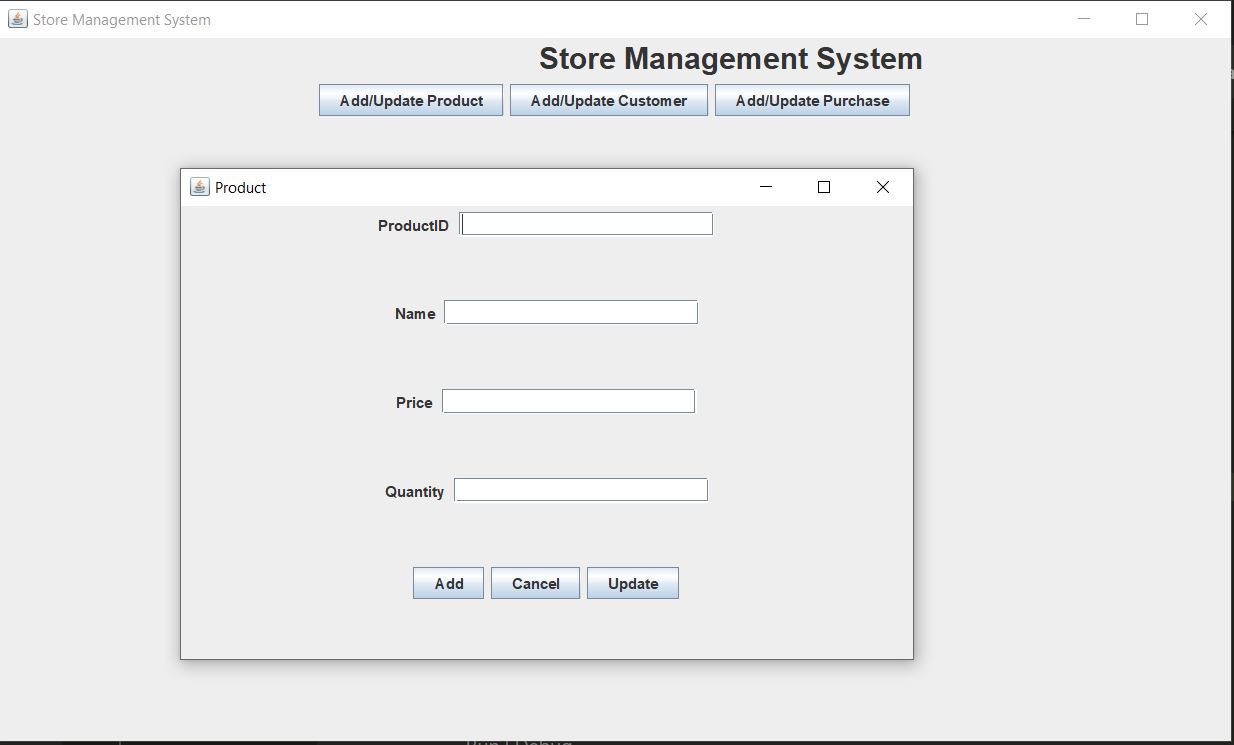 Store Management System
Store Management System
Add/Update Product Add/Update Customer Add/Update Purchase
Product
ProductID
Name
Price
Quantity
Add Cancel Update